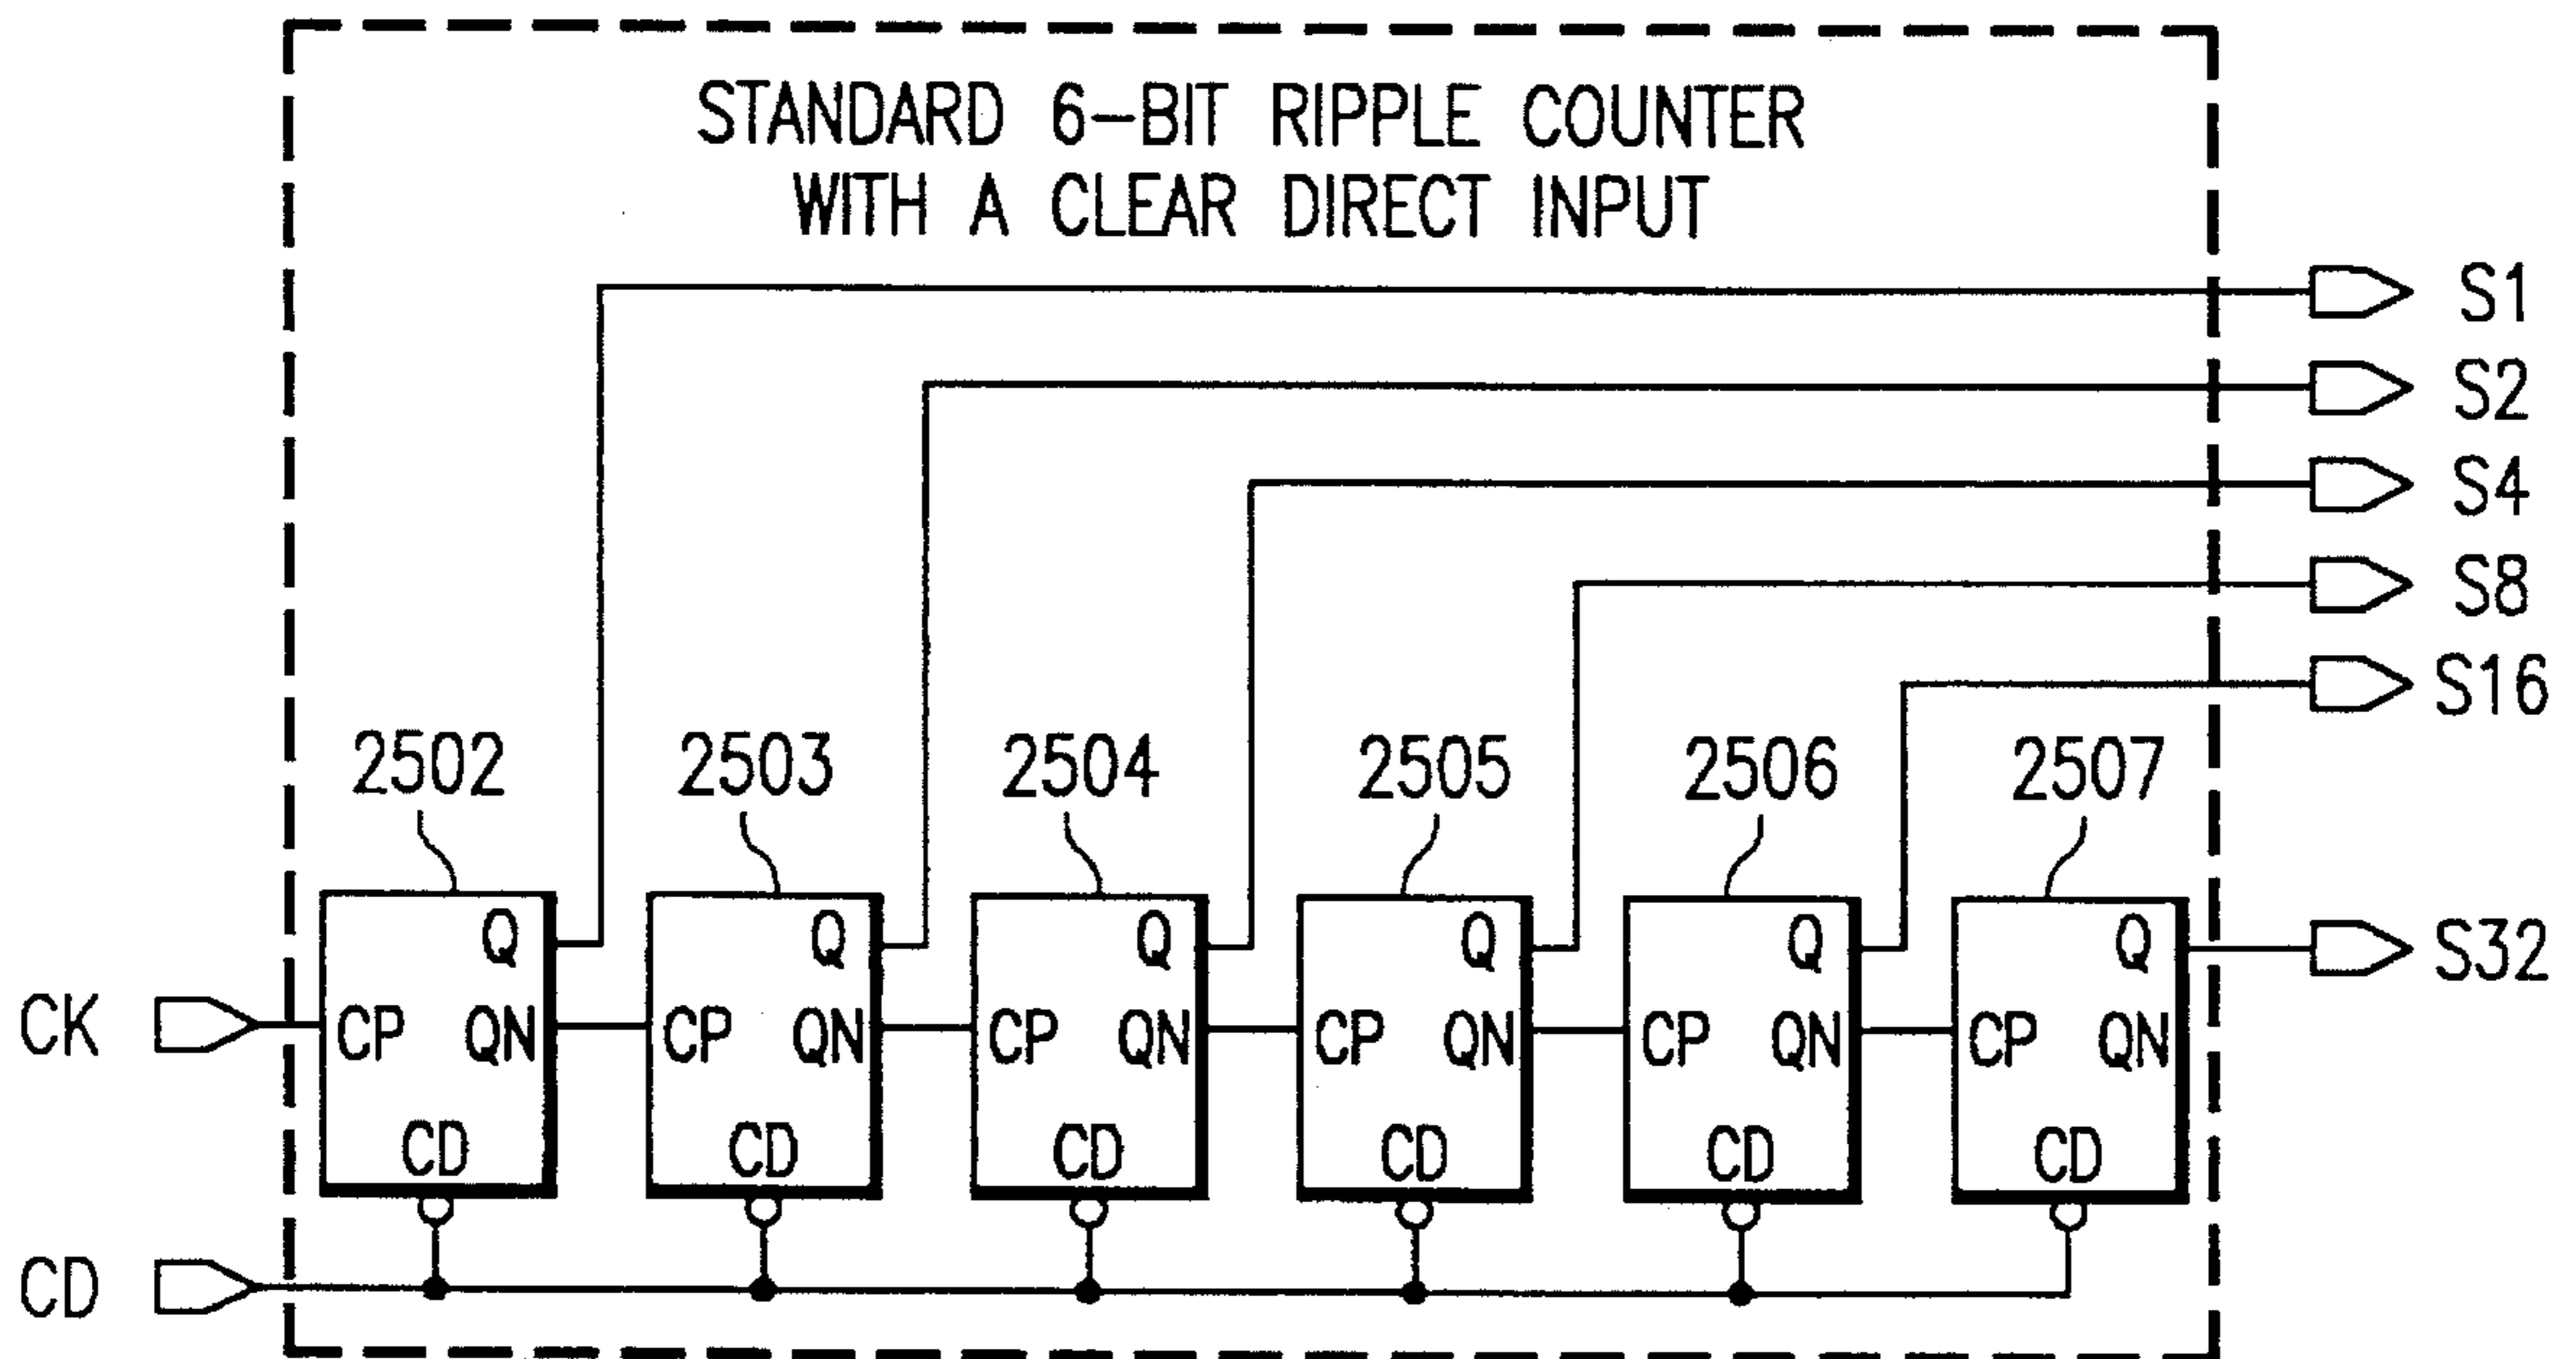 STANDARD 6-BIT RIPPLE COUNTER
WITH A CLEAR DIRECT INPUT
S1
S2
S4
S8
S16
2502 2503 2504 2505 2506 2507
Q Q Q Q Q Q S32
CK CP QN CP QN CP QN CP QN CP QN CP QN
CD CD CD CD CD CD
CD